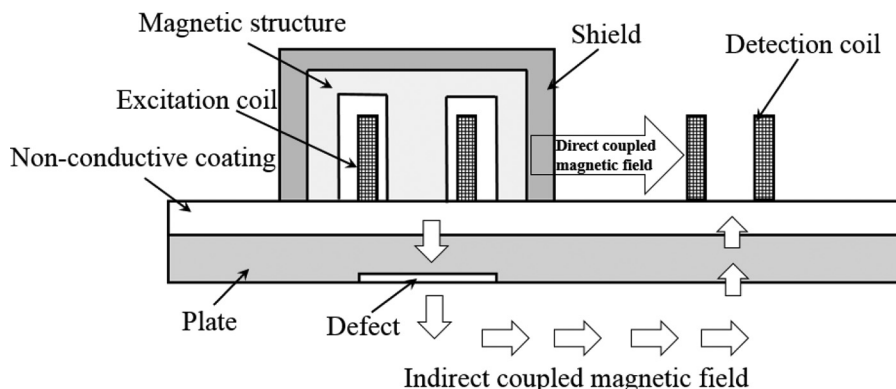 Magnetic structure
Shield
Detection coil
Excitation coil
Non-conductive coating
Direct coupled
magnetic field
Plate
Defect
Indirect coupled magnetic field